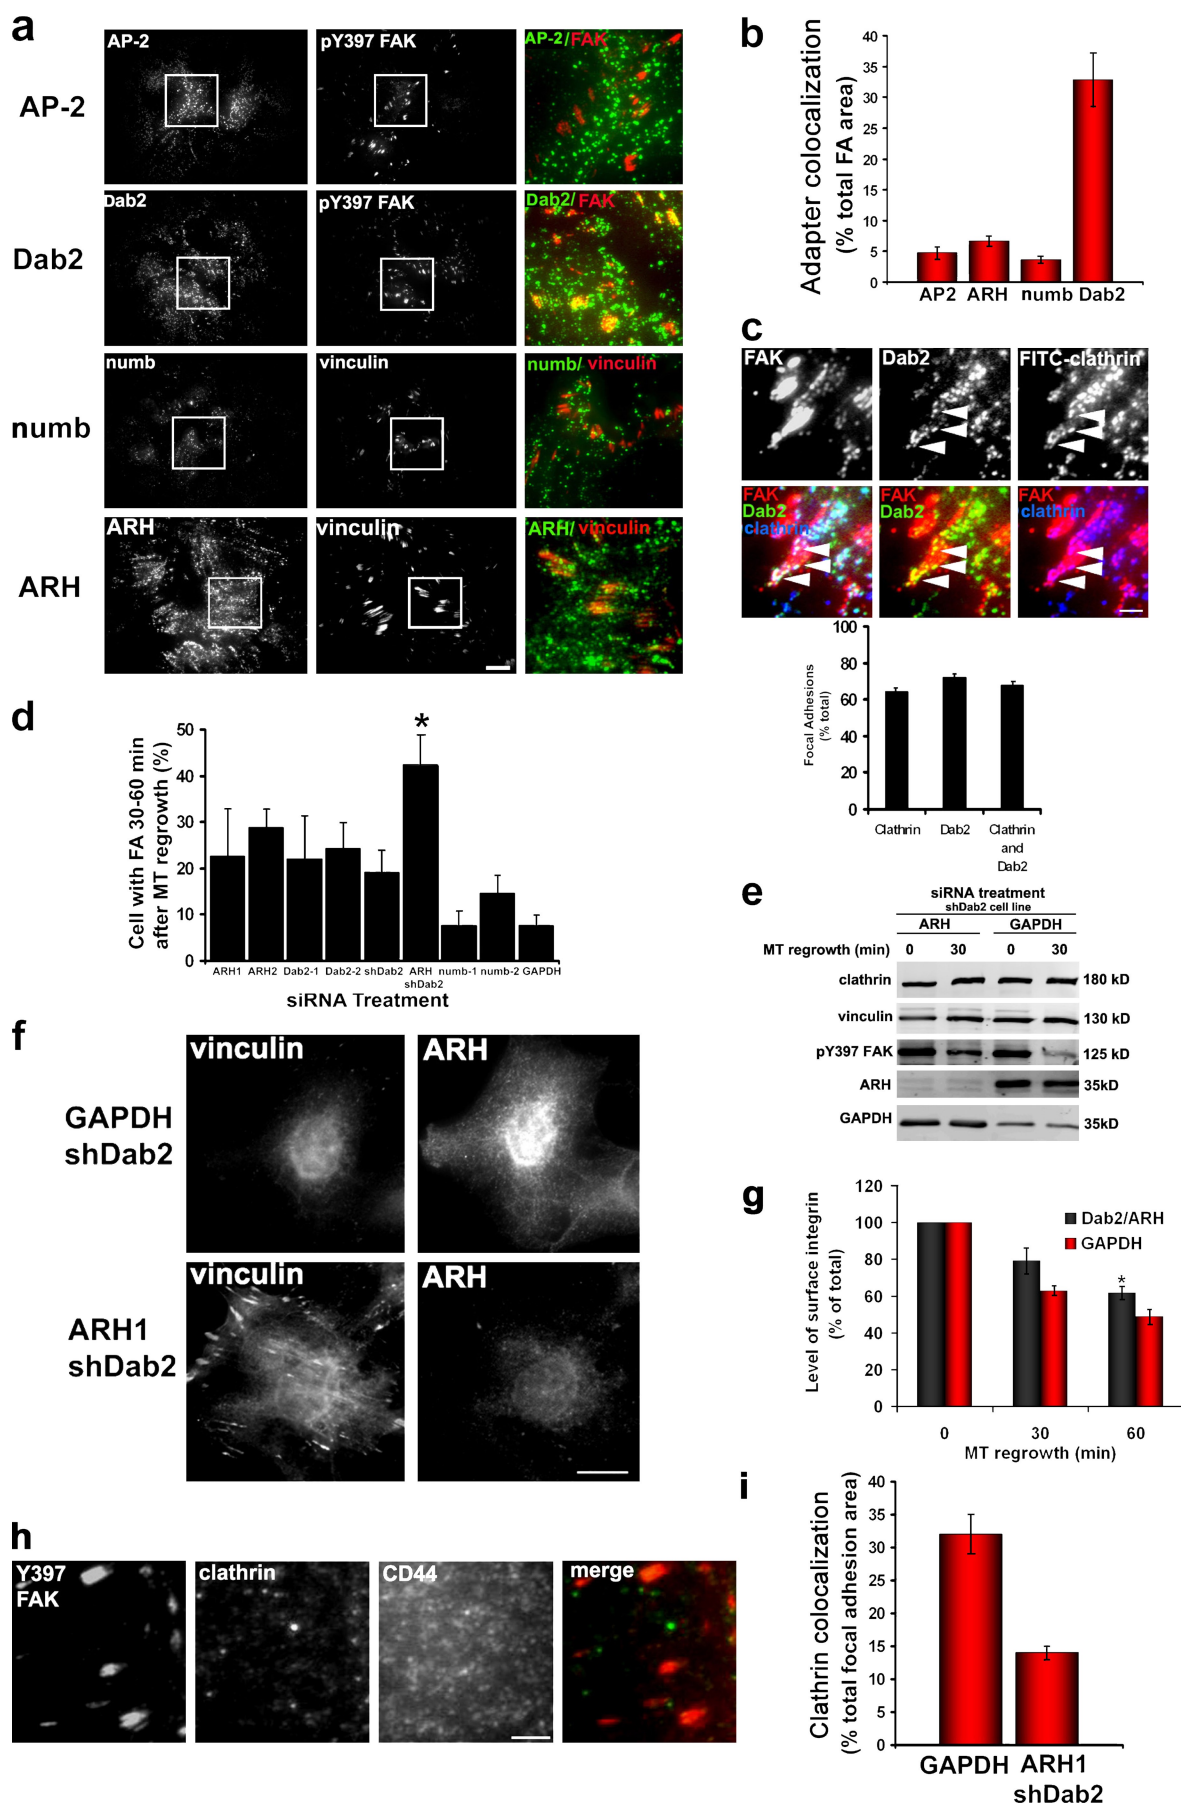 a
AP-2
AP-2
pY397 FAK
AP-2/FAK
Dab2
Dab2
pY397 FAK
Dab2/FAK
numb
numb
vinculin
numb/ vinculin
ARH
ARH
vinculin
ARH/ vinculin
b
Adapter colocalization
(% total FA area)
40
35
30
25
20
15
10
5
0
AP2 ARH numb Dab2
c
FAK
Dab2
FITC-clathrin
FAK
Dab2
clathrin
FAK
Dab2
FAK
clathrin
Focal Adhesions
(% total)
100
80
60
40
20
0
Clathrin
Dab2
Clathrin
and
Dab2
d
Cell with FA 30-60 min
after MT regrowth (%)
50
40
30
20
10
0
*
ARH1 ARH2 Dab2-1 Dab2-2 shDab2 ARH numb-1 numb-2 GAPDH
shDab2
siRNA Treatment
e
siRNA treatment
shDab2 cell line
ARH GAPDH
MT regrowth (min) 0 30 0 30
clathrin 180 kD
vinculin 130 kD
pY397 FAK 125 kD
ARH 35kD
GAPDH 35kD
f
GAPDH
shDab2
vinculin
ARH
ARH1
shDab2
vinculin
ARH
g
Level of surface integrin
(% of total)
120
100
80
60
40
20
0
Dab2/ARH
GAPDH
*
0 30 60
MT regrowth (min)
h
Y397
FAK
clathrin
CD44
merge
i
Clathrin colocalization
(% total focal adhesion area)
40
35
30
25
20
15
10
5
0
GAPDH ARH1
shDab2